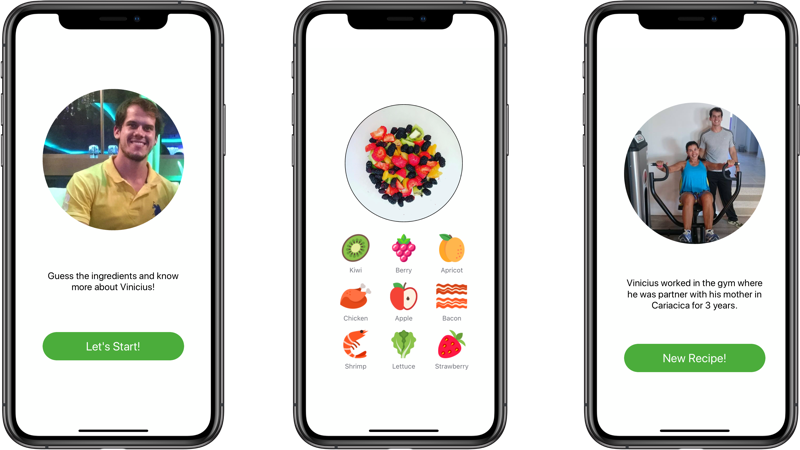 Guess the ingredients and know
more about Vinicius!
Let's Start!
Kiwi Berry Apricot
Chicken Apple Bacon
Shrimp Lettuce Strawberry
Vinicius worked in the gym where
he was partner with his mother in
Cariacica for 3 years.
New Recipe!